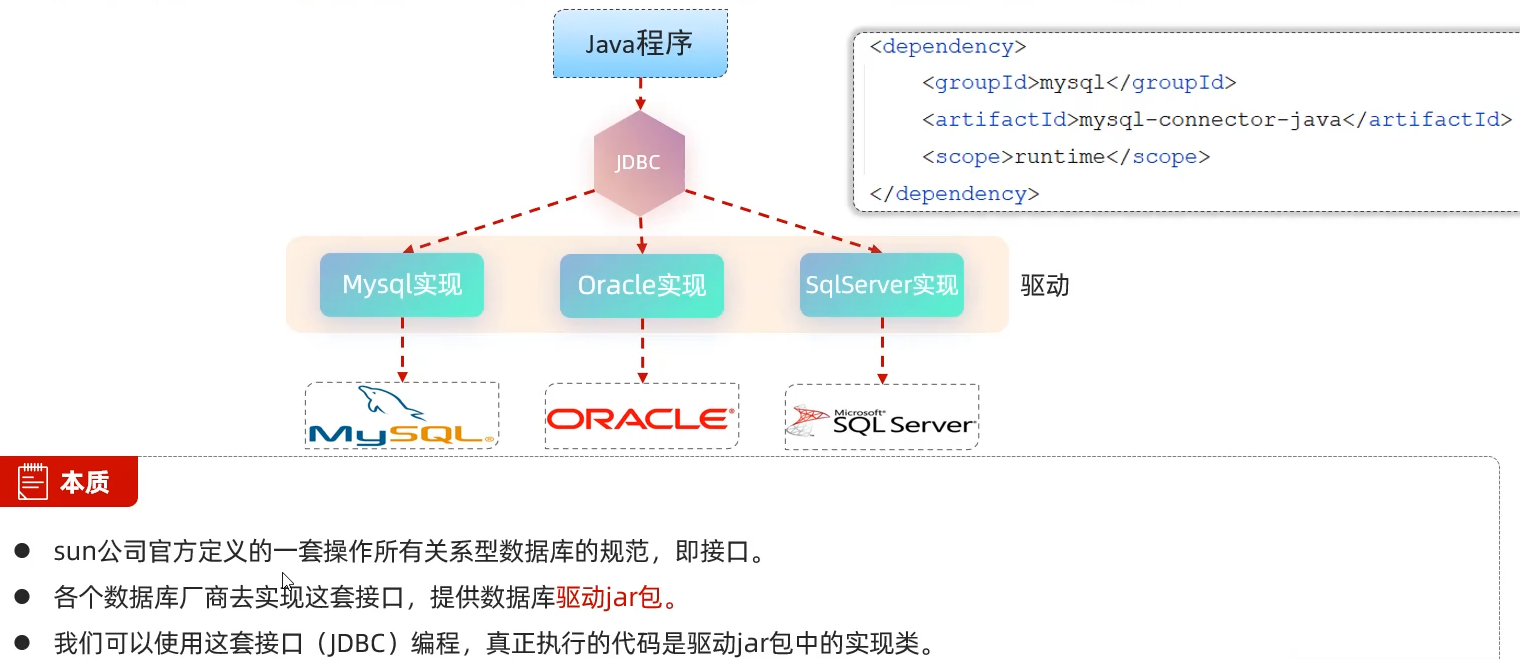 Java程序
<dependency>
<groupId>mysql</groupId>
<artifactId>mysql-connector-java</artifactId>
<scope>runtime</scope>
</dependency>
JDBC
Mysql实现
Oracle实现
SqlServer实现
驱动
MySQL®
ORACLE®
Microsoft®
SQL Server
本质
sun公司官方定义的一套操作所有关系型数据库的规范，即接口。
各个数据库厂商去实现这套接口，提供数据库驱动jar包。
我们可以使用这套接口（JDBC）编程，真正执行的代码是驱动jar包中的实现类。